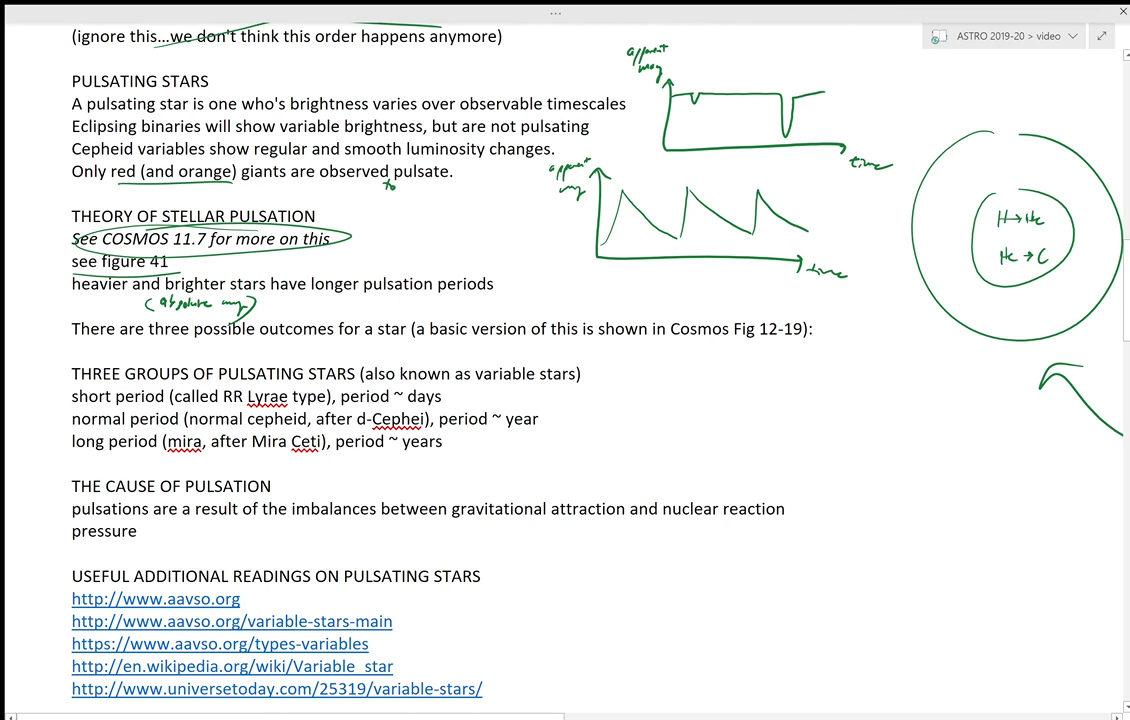 ...
ASTRO 2019-20 > video
(ignore this...we don't think this order happens anymore)
PULSATING STARS
A pulsating star is one who's brightness varies over observable timescales
Eclipsing binaries will show variable brightness, but are not pulsating
Cepheid variables show regular and smooth luminosity changes.
Only red (and orange) giants are observed pulsate.
to
apparent
mag
time
apparent
mag
time
H→He
He→C
THEORY OF STELLAR PULSATION
See COSMOS 11.7 for more on this
see figure 41
heavier and brighter stars have longer pulsation periods
(absolute mag)
There are three possible outcomes for a star (a basic version of this is shown in Cosmos Fig 12-19):
THREE GROUPS OF PULSATING STARS (also known as variable stars)
short period (called RR Lyrae type), period ~ days
normal period (normal cepheid, after d-Cephei), period ~ year
long period (mira, after Mira Ceti), period ~ years
THE CAUSE OF PULSATION
pulsations are a result of the imbalances between gravitational attraction and nuclear reaction
pressure
USEFUL ADDITIONAL READINGS ON PULSATING STARS
http://www.aavso.org
http://www.aavso.org/variable-stars-main
https://www.aavso.org/types-variables
http://en.wikipedia.org/wiki/Variable_star
http://www.universetoday.com/25319/variable-stars/